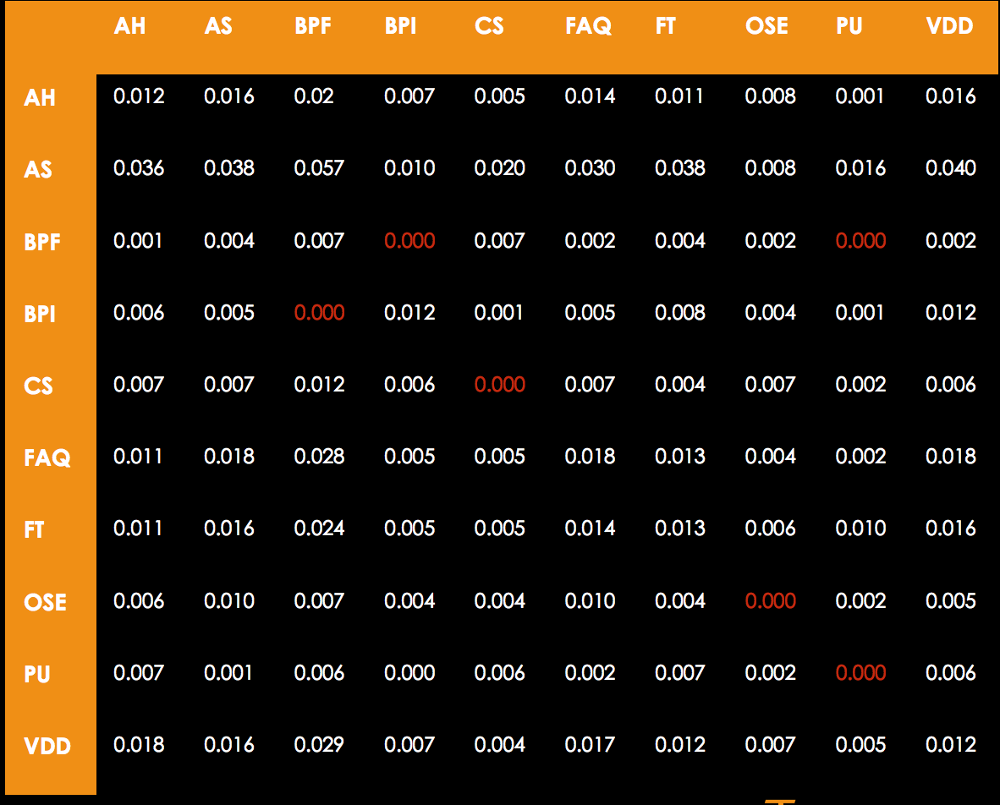 AH AS BPF BPI CS FAQ FT OSE PU VDD
AH 0.012 0.016 0.02 0.007 0.005 0.014 0.011 0.008 0.001 0.016
AS 0.036 0.038 0.057 0.010 0.020 0.030 0.038 0.008 0.016 0.040
BPF 0.001 0.004 0.007 0.000 0.007 0.002 0.004 0.002 0.000 0.002
BPI 0.006 0.005 0.000 0.012 0.001 0.005 0.008 0.004 0.001 0.012
CS 0.007 0.007 0.012 0.006 0.000 0.007 0.004 0.007 0.002 0.006
FAQ 0.011 0.018 0.028 0.005 0.005 0.018 0.013 0.004 0.002 0.018
FT 0.011 0.016 0.024 0.005 0.005 0.014 0.013 0.006 0.010 0.016
OSE 0.006 0.010 0.007 0.004 0.004 0.010 0.004 0.000 0.002 0.005
PU 0.007 0.001 0.006 0.000 0.006 0.002 0.007 0.002 0.000 0.006
VDD 0.018 0.016 0.029 0.007 0.004 0.017 0.012 0.007 0.005 0.012